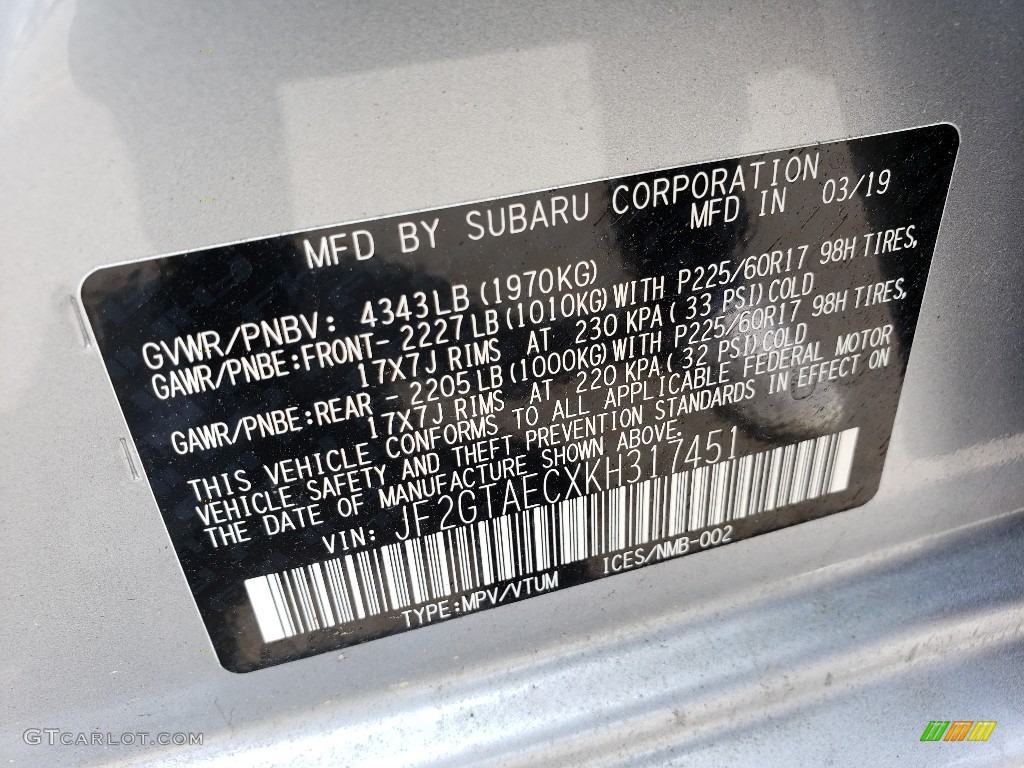 MFD BY SUBARU CORPORATION
MFD IN 03/19
GVWR/PNBV: 4343LB (1970KG)
GAWR/PNBE:FRONT- 2227LB(1010KG)WITH P225/60R17 98H TIRES,
17X7J RIMS AT 230 KPA( 33 PSI)COLD
GAWR/PNBE:REAR - 2205LB(1000KG)WITH P225/60R17 98H TIRES,
17X7J RIMS AT 220 KPA( 32 PSI)COLD
THIS VEHICLE CONFORMS TO ALL APPLICABLE FEDERAL MOTOR
VEHICLE SAFETY AND THEFT PREVENTION STANDARDS IN EFFECT ON
THE DATE OF MANUFACTURE SHOWN ABOVE.
VIN: JF2GTAECXKH317451
TYPE:MPV/VTUM ICES/NMB-002
GTCARLOT.COM